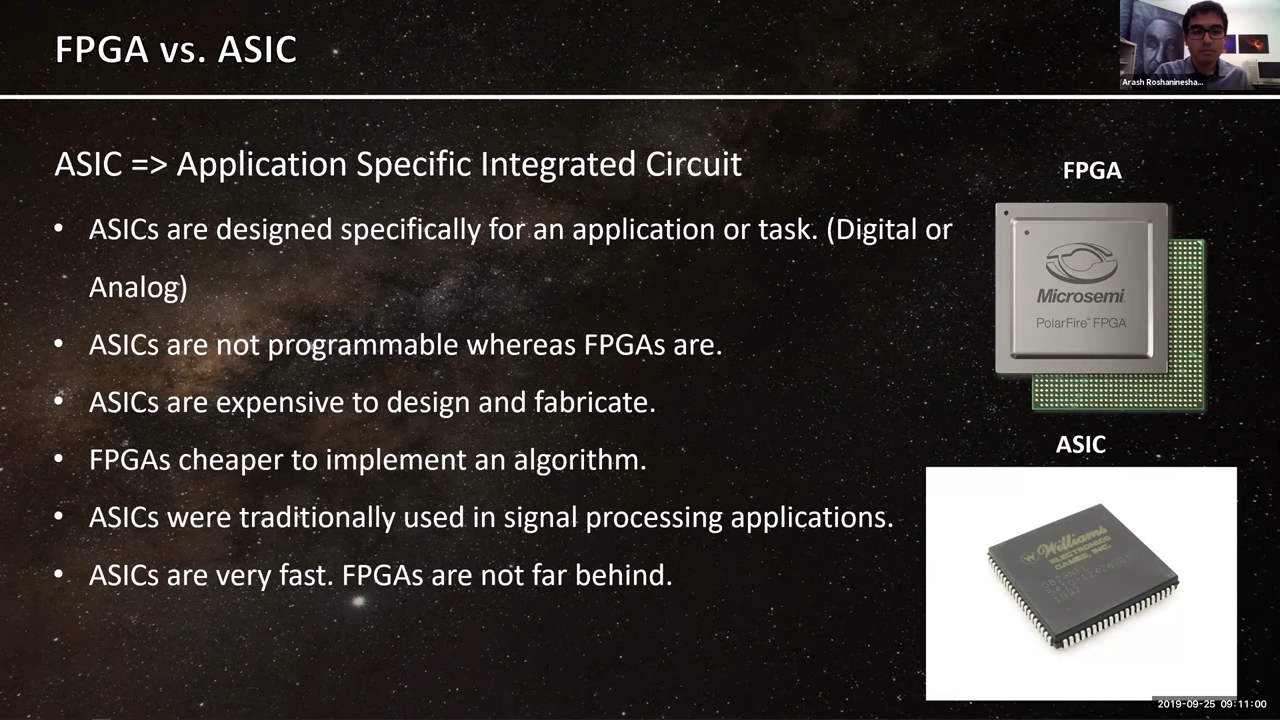 FPGA vs. ASIC
Arash Roshaninesha...
ASIC => Application Specific Integrated Circuit
• ASICs are designed specifically for an application or task. (Digital or
Analog)
• ASICs are not programmable whereas FPGAs are.
• ASICs are expensive to design and fabricate.
• FPGAs cheaper to implement an algorithm.
• ASICs were traditionally used in signal processing applications.
• ASICs are very fast. FPGAs are not far behind.
FPGA
Microsemi
PolarFire™ FPGA
ASIC
Williams
ELECTRONICS
GAMES, INC.
2019-09-25 09:11:00